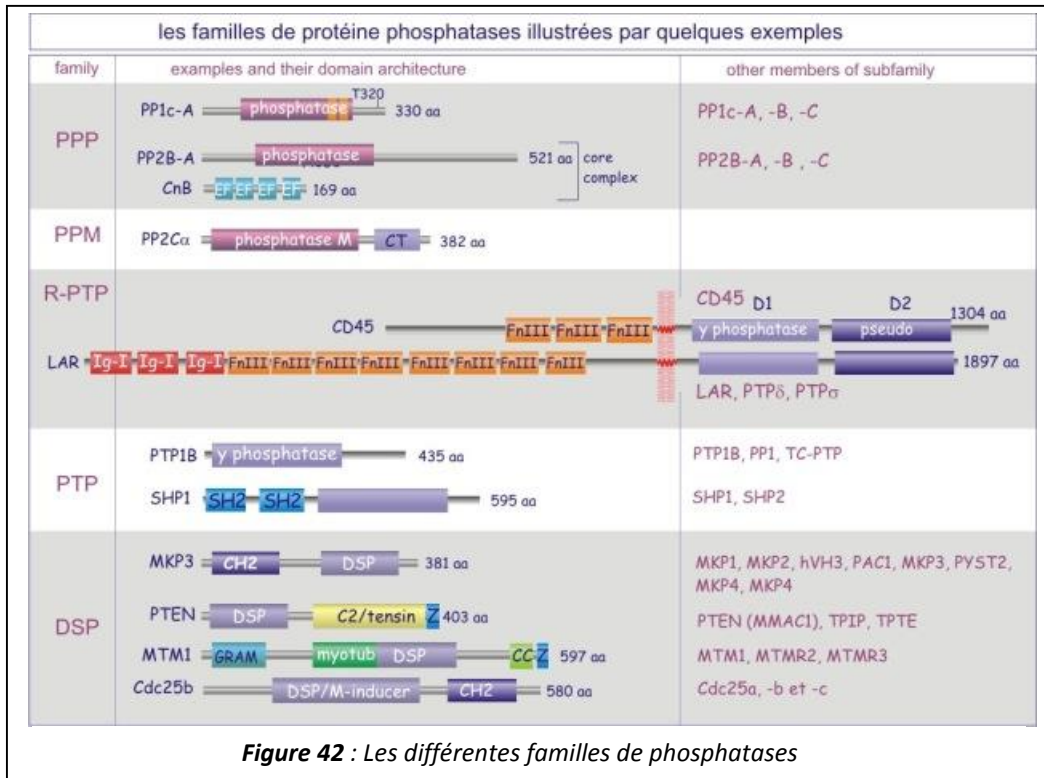 les familles de protéine phosphatases illustrées par quelques exemples
family examples and their domain architecture other members of subfamily
PPP
T320
PP1c-A phosphatase 330 aa PP1c-A, -B, -C
PP2B-A phosphatase 521 aa core complex PP2B-A, -B , -C
CnB EF EF EF EF 169 aa
PPM
PP2Cα phosphatase M CT 382 aa
R-PTP
CD45 D1 D2
CD45 FnIII FnIII FnIII y phosphatase pseudo 1304 aa
LAR Ig-I Ig-I Ig-I FnIII FnIII FnIII FnIII FnIII FnIII FnIII FnIII 1897 aa
LAR, PTPδ, PTPσ
PTP
PTP1B y phosphatase 435 aa PTP1B, PP1, TC-PTP
SHP1 SH2 SH2 595 aa SHP1, SHP2
DSP
MKP3 CH2 DSP 381 aa MKP1, MKP2, hVH3, PAC1, MKP3, PYST2,
MKP4, MKP4
PTEN DSP C2/tensin Z 403 aa PTEN (MMAC1), TPIP, TPTE
MTM1 GRAM myotub DSP CC Z 597 aa MTM1, MTMR2, MTMR3
Cdc25b DSP/M-inducer CH2 580 aa Cdc25a, -b et -c
Figure 42 : Les différentes familles de phosphatases